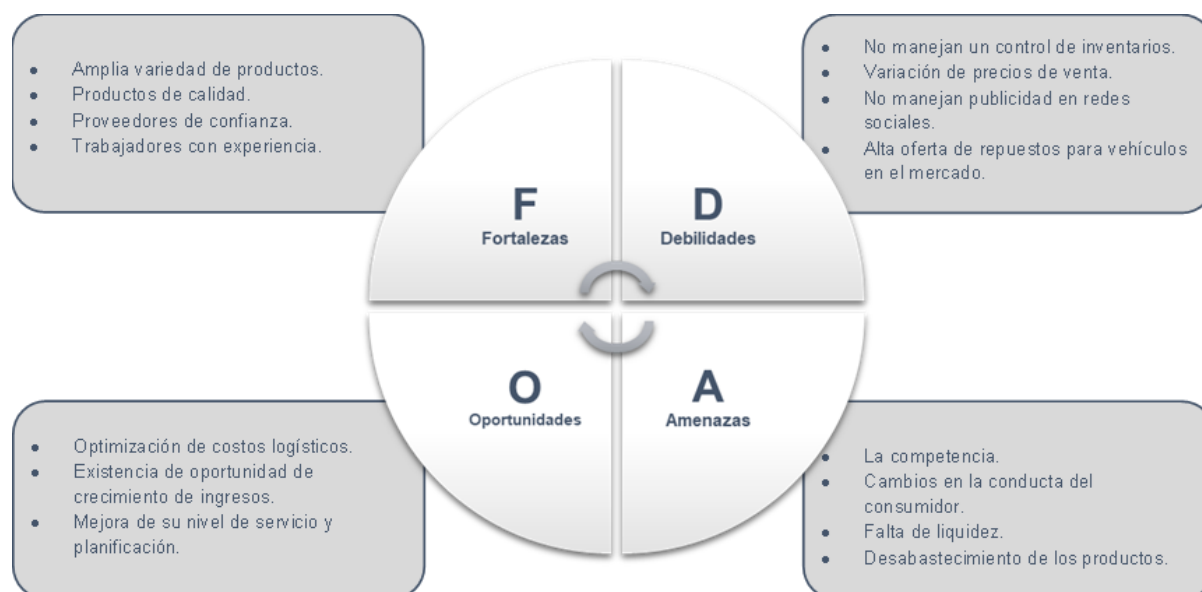 • Amplia variedad de productos.
• Productos de calidad.
• Proveedores de confianza.
• Trabajadores con experiencia.
• No manejan un control de inventarios.
• Variación de precios de venta.
• No manejan publicidad en redes
sociales.
• Alta oferta de repuestos para vehículos
en el mercado.
F
Fortalezas
D
Debilidades
O
Oportunidades
A
Amenazas
• Optimización de costos logísticos.
• Existencia de oportunidad de
crecimiento de ingresos.
• Mejora de su nivel de servicio y
planificación.
• La competencia.
• Cambios en la conducta del
consumidor.
• Falta de liquidez.
• Desabastecimiento de los productos.